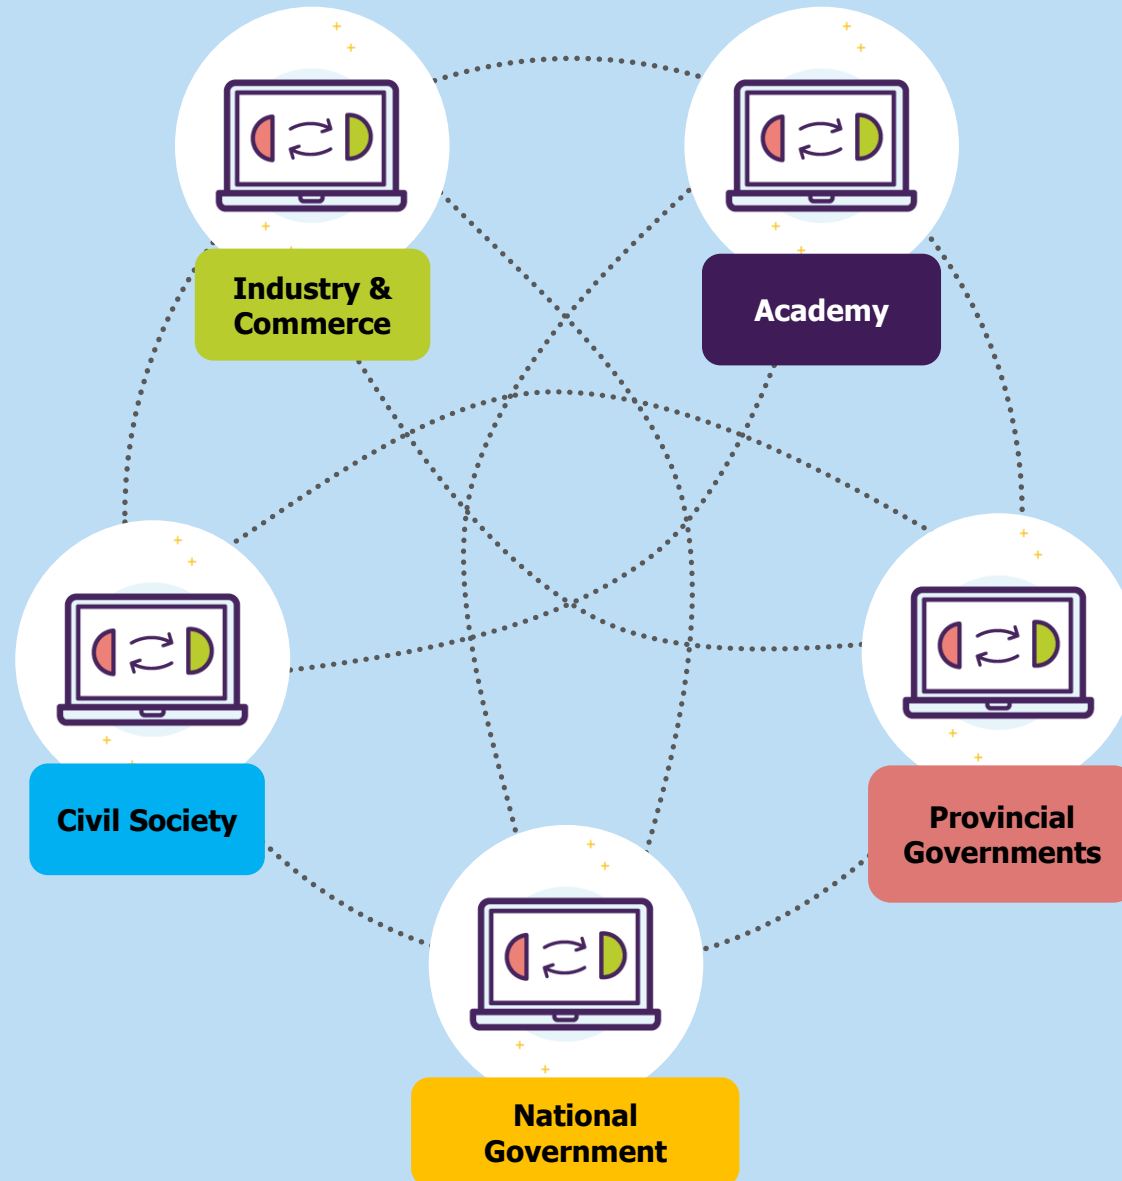 Industry &
Commerce
Academy
Civil Society
Provincial
Governments
National
Government